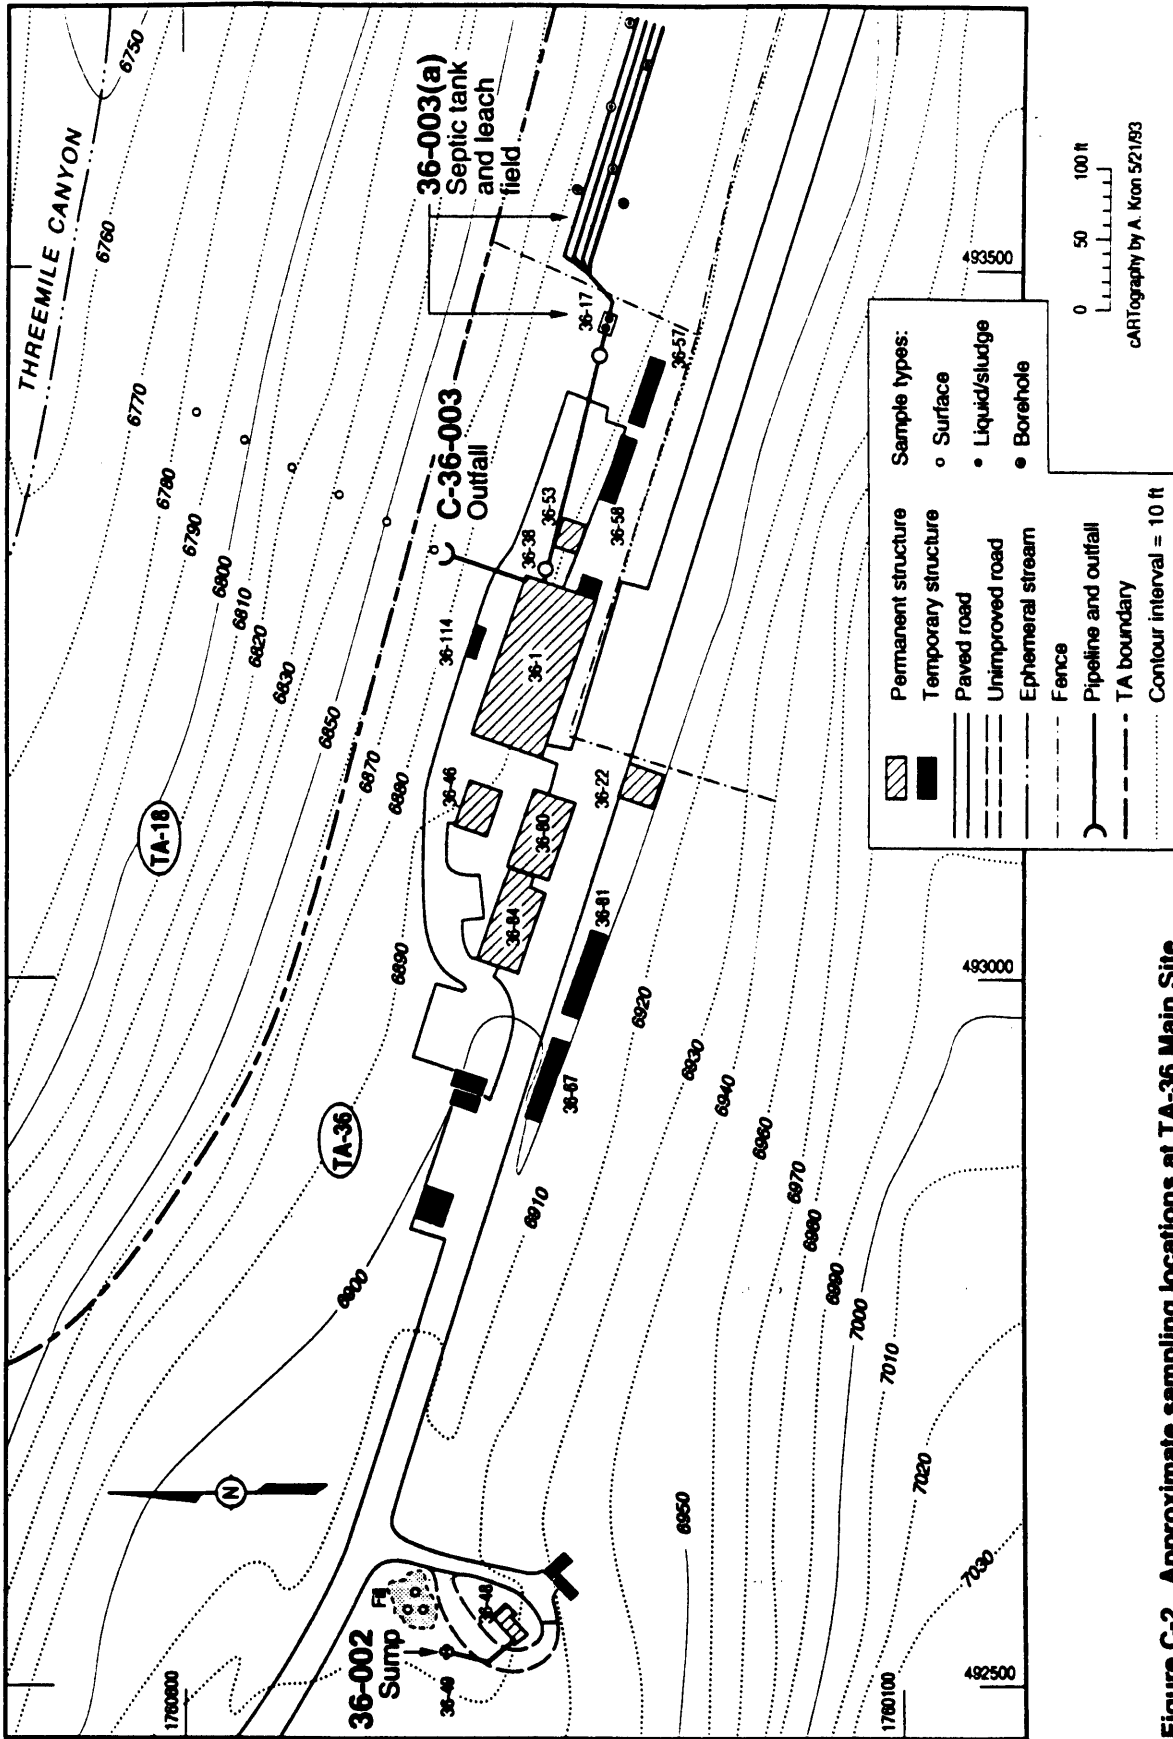 THREEMILE CANYON
6750
6760
6770
6780
6790
6800
6810
6820
6830
6850
6870
6880
6890
6900
6910
6920
6930
6940
6960
6970
6980
6990
7000
7010
7020
7030
6950
TA-18
TA-36
N
1760800
1760100
492500
493000
493500
36-002
Sump
36-49
Fill
36-48
36-67
36-81
36-84
36-80
36-46
36-22
36-1
36-114
36-38
36-53
36-58
36-57
36-17
C-36-003
Outfall
36-003(a)
Septic tank
and leach
field
Permanent structure
Temporary structure
Paved road
Unimproved road
Ephemeral stream
Fence
Pipeline and outfall
TA boundary
Contour interval = 10 ft
Sample types:
Surface
Liquid/sludge
Borehole
0 50 100 ft
cARTography by A. Kron 5/21/93
Figure C-2. Approximate sampling locations at TA-36 Main Site